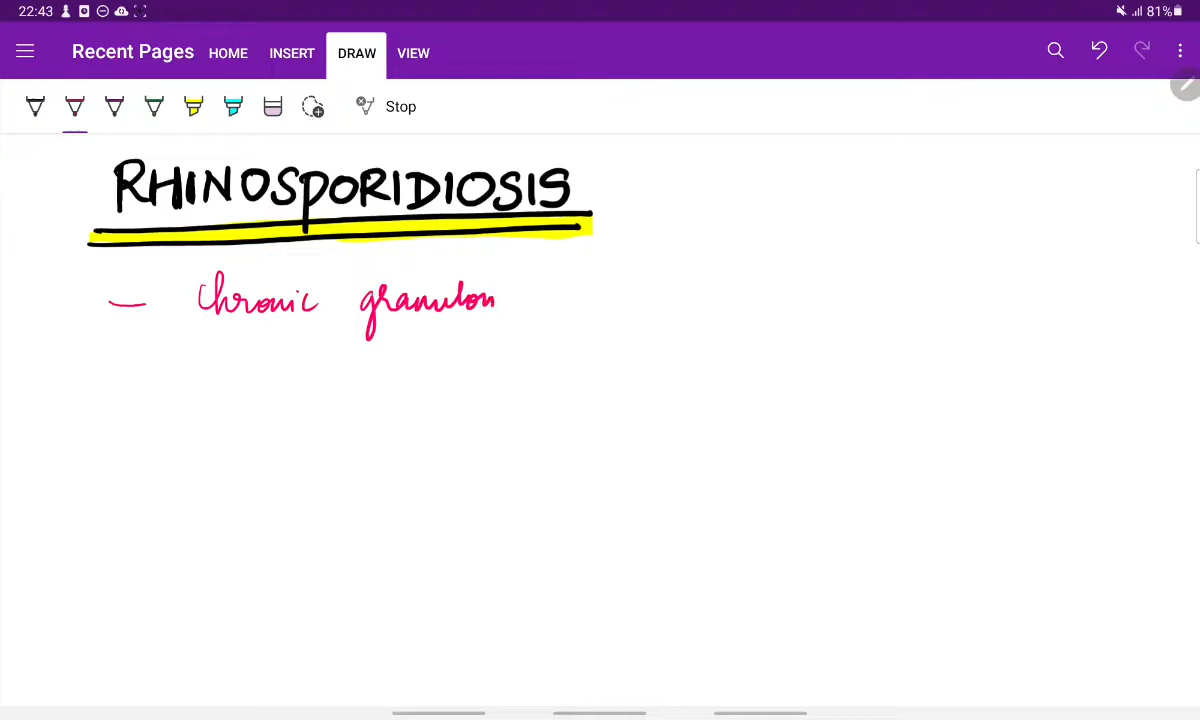 22:43 81%
Recent Pages HOME INSERT DRAW VIEW
Stop
RHINOSPORIDIOSIS
— Chronic granulom